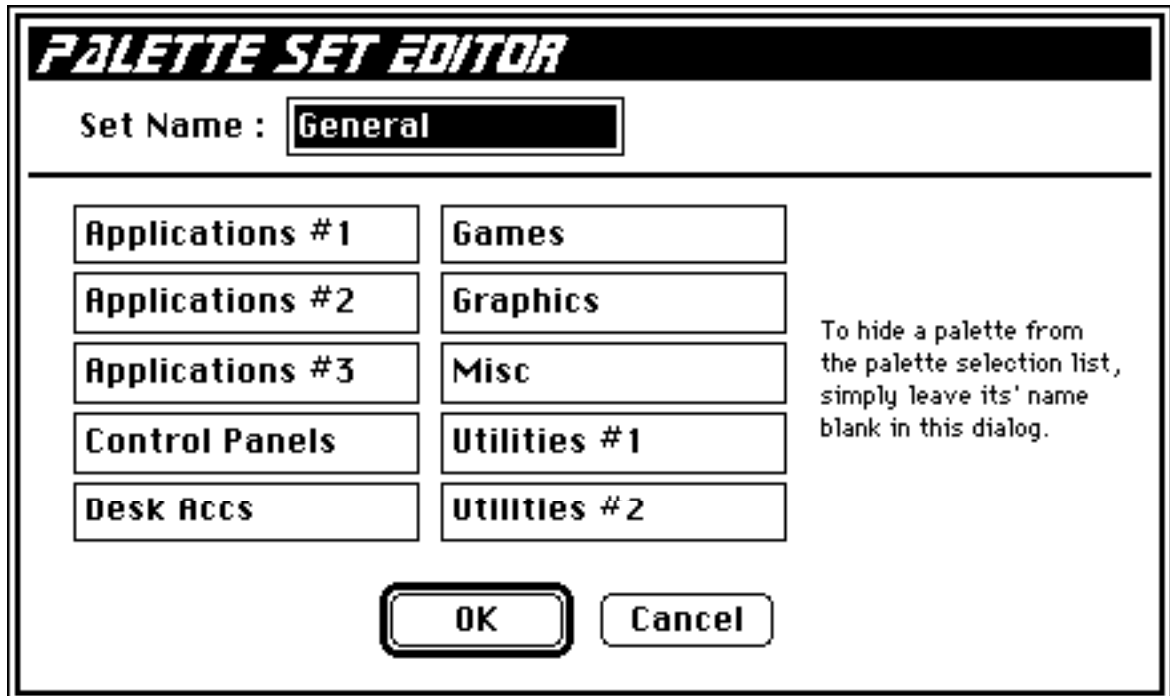 PALETTE SET EDITOR
Set Name : General
Applications #1
Games
Applications #2
Graphics
Applications #3
Misc
Control Panels
Utilities #1
Desk Accs
Utilities #2
To hide a palette from
the palette selection list,
simply leave its' name
blank in this dialog.
OK
Cancel